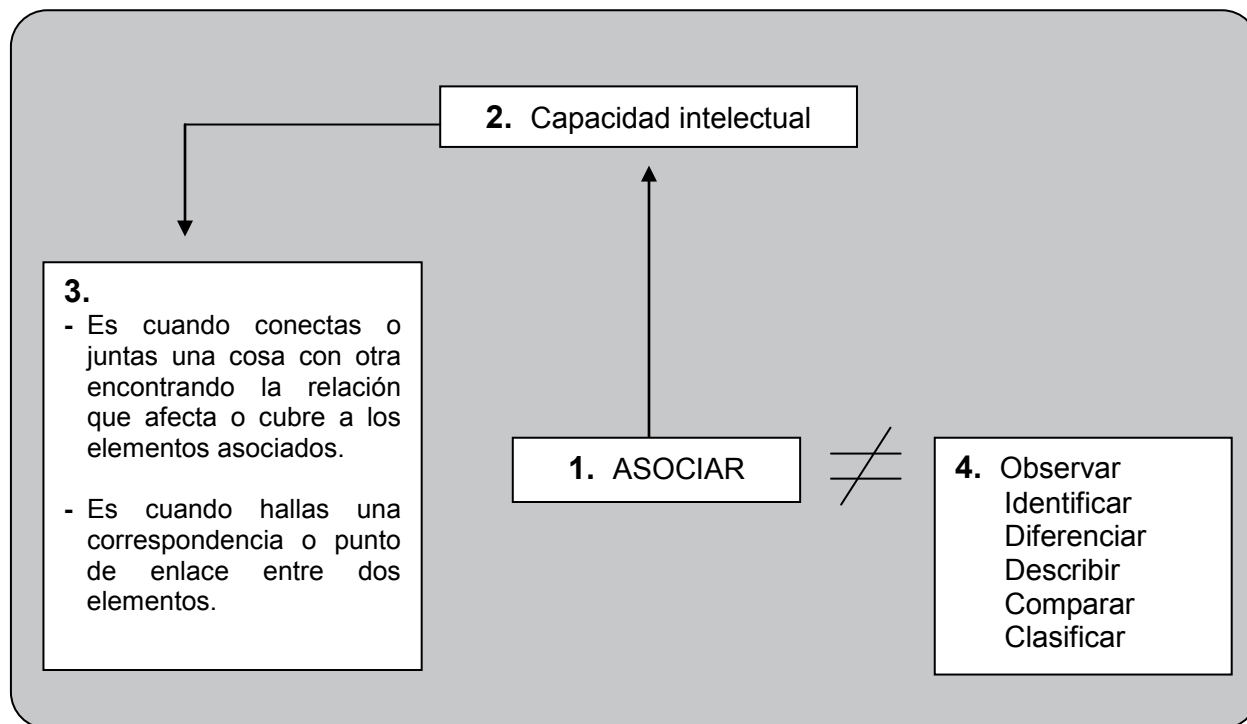 2. Capacidad intelectual
3.
- Es cuando conectas o
juntas una cosa con otra
encontrando la relación
que afecta o cubre a los
elementos asociados.
- Es cuando hallas una
correspondencia o punto
de enlace entre dos
elementos.
1. ASOCIAR
4. Observar
Identificar
Diferenciar
Describir
Comparar
Clasificar